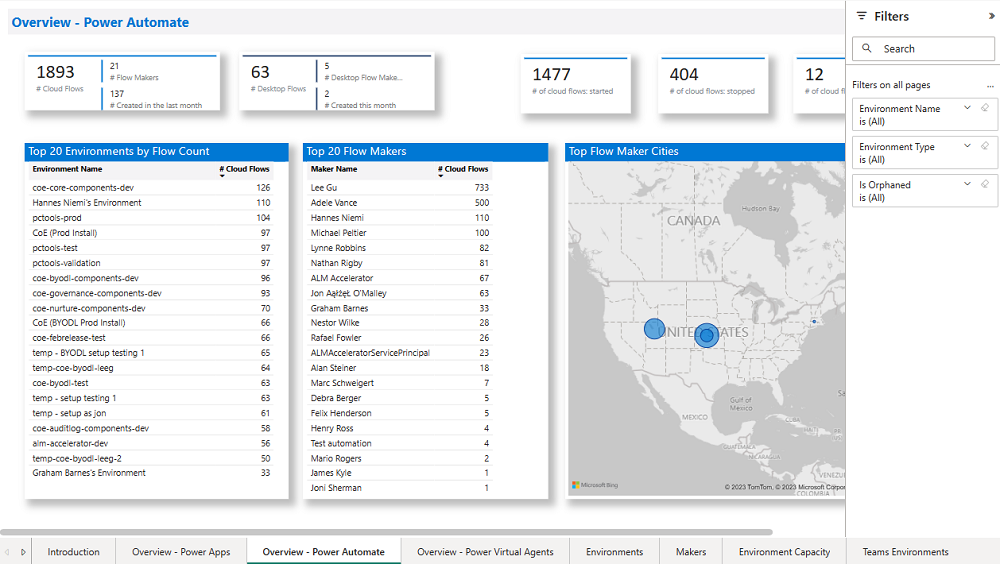 Overview - Power Automate
Filters
Search
Filters on all pages
...
Environment Name
is (All)
Environment Type
is (All)
Is Orphaned
is (All)
1893
# Cloud Flows
21
# Flow Makers
137
# Created in the last month
63
# Desktop Flows
5
# Desktop Flow Make...
2
# Created this month
1477
# of cloud flows: started
404
# of cloud flows: stopped
12
# of cloud fl
Top 20 Environments by Flow Count
Environment Name # Cloud Flows
coe-core-components-dev 126
Hannes Niemi's Environment 110
pctools-prod 104
CoE (Prod Install) 97
pctools-test 97
pctools-validation 97
coe-byodl-components-dev 96
coe-governance-components-dev 93
coe-nurture-components-dev 70
CoE (BYODL Prod Install) 66
coe-febrelease-test 66
temp - BYODL setup testing 1 65
temp-coe-byodl-leeg 64
coe-byodl-test 63
temp - setup testing 1 63
temp - setup as jon 61
coe-auditlog-components-dev 58
alm-accelerator-dev 56
temp-coe-byodl-leeg-2 50
Graham Barnes's Environment 33
Top 20 Flow Makers
Maker Name # Cloud Flows
Lee Gu 733
Adele Vance 500
Hannes Niemi 110
Michael Peltier 100
Lynne Robbins 82
Nathan Rigby 81
ALM Accelerator 67
Jon Ąąłżę́Ł O'Malley 63
Graham Barnes 33
Nestor Wilke 28
Rafael Fowler 26
ALMAcceleratorServicePrincipal 23
Alan Steiner 18
Marc Schweigert 7
Debra Berger 5
Felix Henderson 5
Henry Ross 4
Test automation 4
Mario Rogers 2
James Kyle 1
Joni Sherman 1
Top Flow Maker Cities
Hudson Bay
CANADA
UNITED STATES
Gulf of
Mexico
MEXICO
CUBA
GUATEMALA
NICARAGUA
VENEZU
COLOMBIA
Microsoft Bing
© 2023 TomTom, © 2023 Microsoft Corpor
Introduction
Overview - Power Apps
Overview - Power Automate
Overview - Power Virtual Agents
Environments
Makers
Environment Capacity
Teams Environments